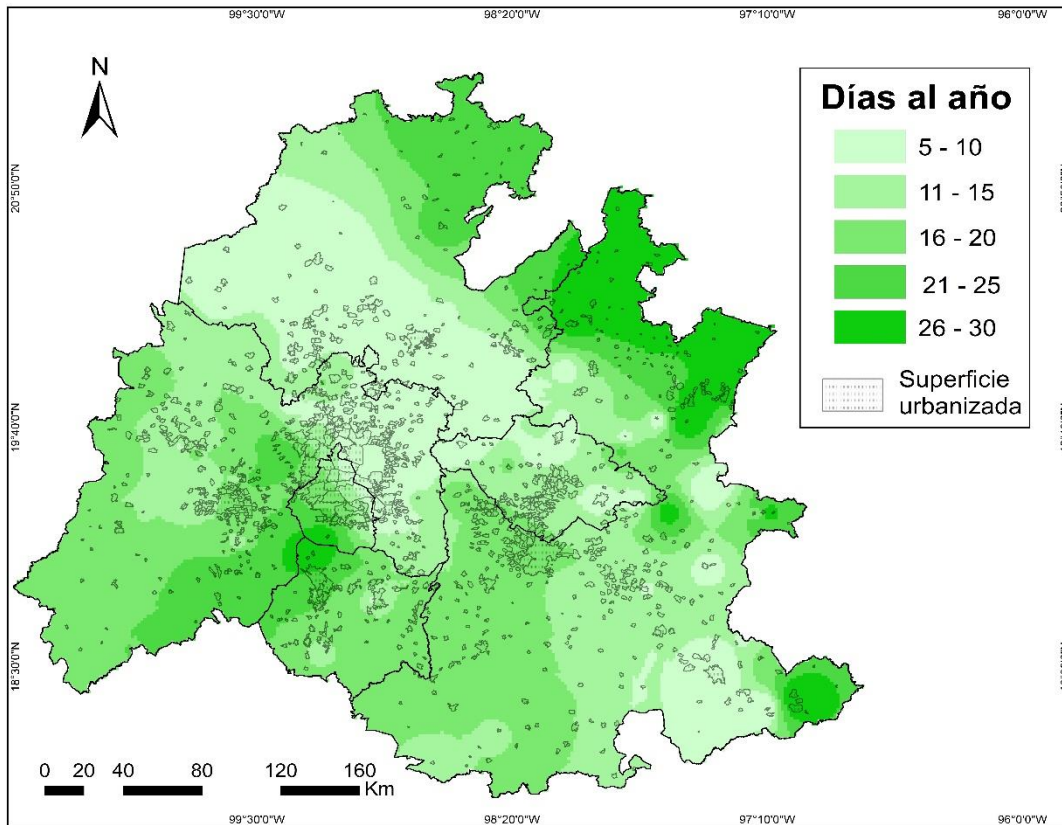 99°30'0"W 98°20'0"W 97°10'0"W 96°0'0"W
N
Días al año
5 - 10
11 - 15
16 - 20
21 - 25
26 - 30
Superficie
urbanizada
20°50'0"N
19°40'0"N
18°30'0"N
0 20 40 80 120 160
Km
99°30'0"W 98°20'0"W 97°10'0"W 96°0'0"W